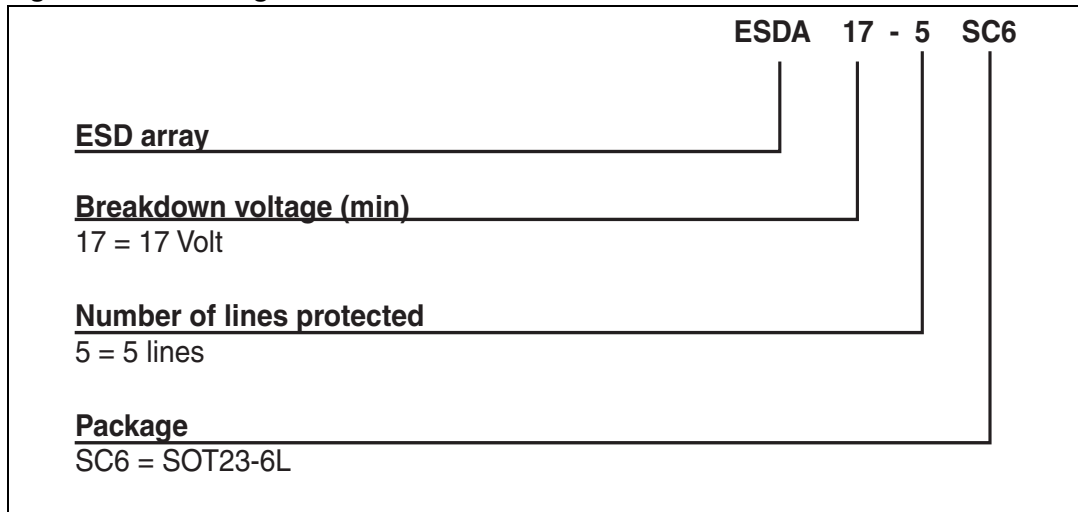 ESDA 17 - 5 SC6
ESD array
Breakdown voltage (min)
17 = 17 Volt
Number of lines protected
5 = 5 lines
Package
SC6 = SOT23-6L